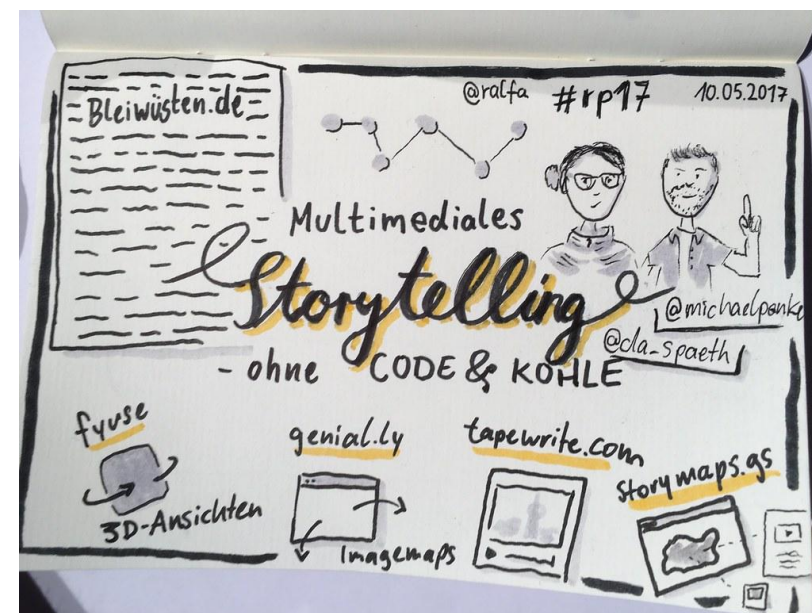 Bleiwüsten.de
@ralfa #rp17 10.05.2017
Multimediales
Storytelling
- ohne CODE & KOHLE
@michaelpanke
@cla_spaeth
fyuse
3D-Ansichten
genial.ly
Imagemaps
tapewrite.com
storymaps.gs